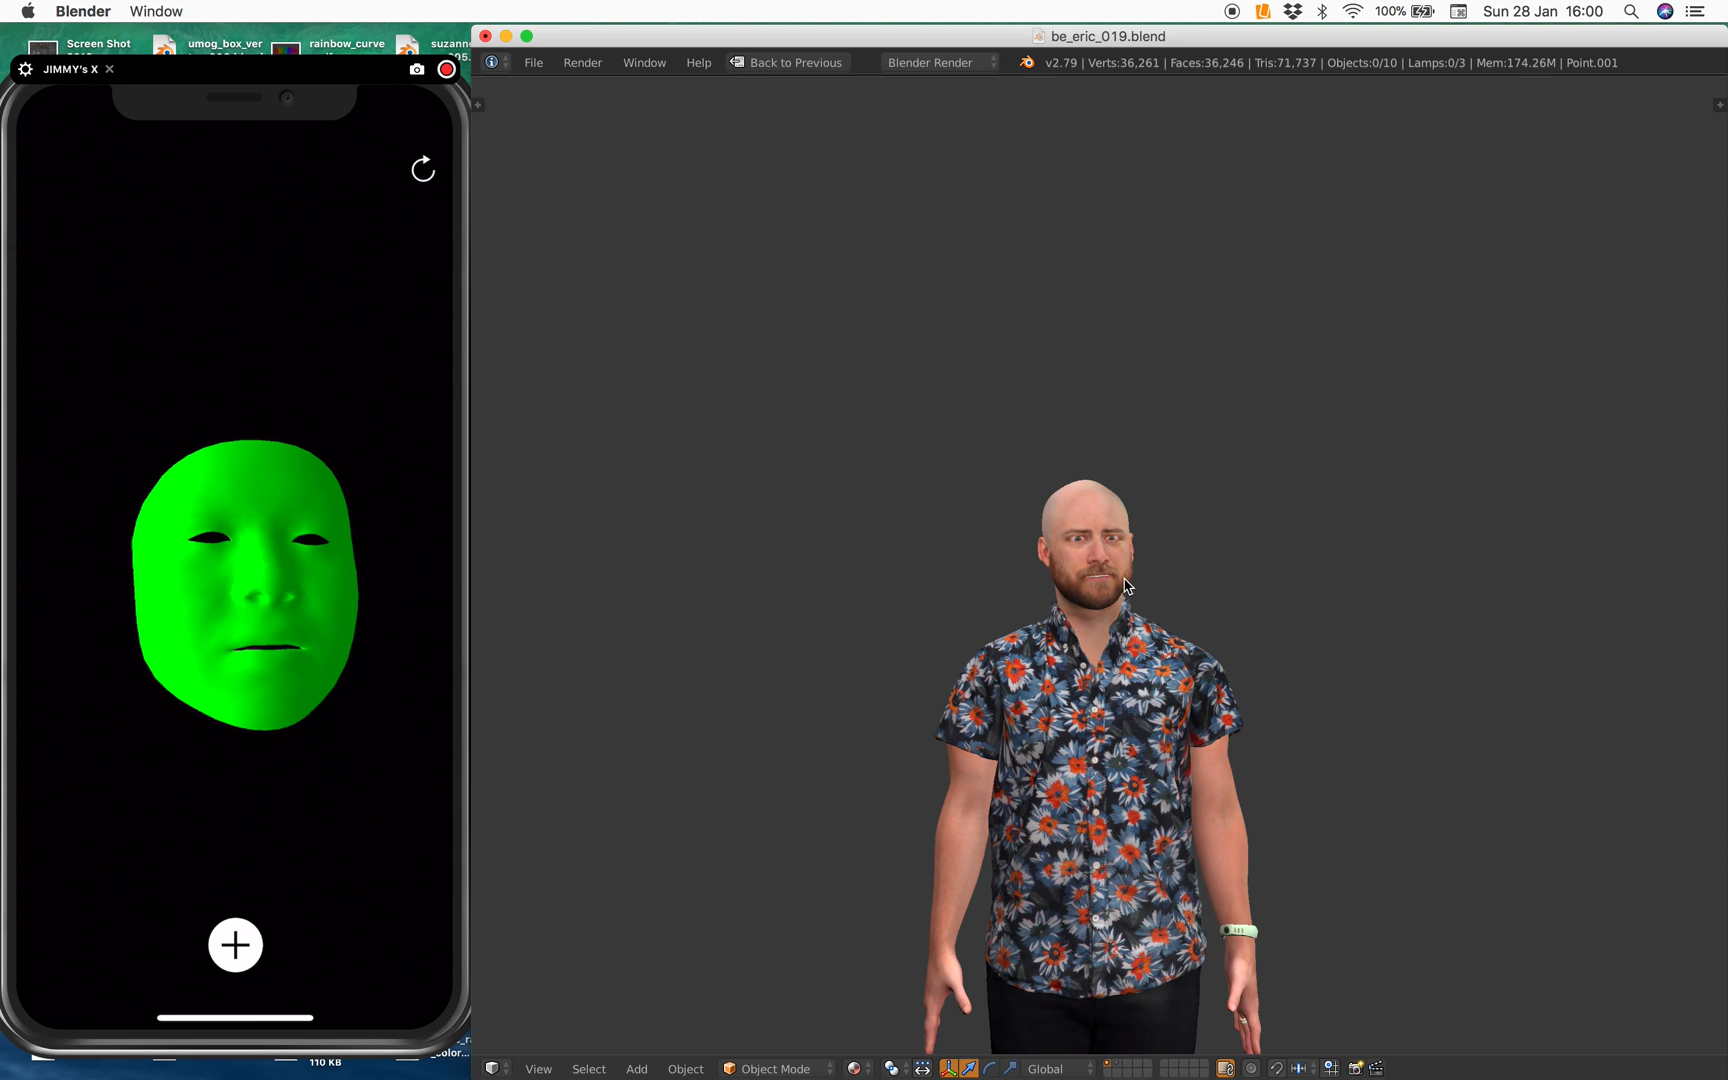 Blender Window
100% Sun 28 Jan 16:00
Screen Shot
umog_box_ver
rainbow_curve
suzanne
JIMMY's X
be_eric_019.blend
File Render Window Help Back to Previous Blender Render v2.79 | Verts:36,261 | Faces:36,246 | Tris:71,737 | Objects:0/10 | Lamps:0/3 | Mem:174.26M | Point.001
110 KB
_color...
View Select Add Object Object Mode Global